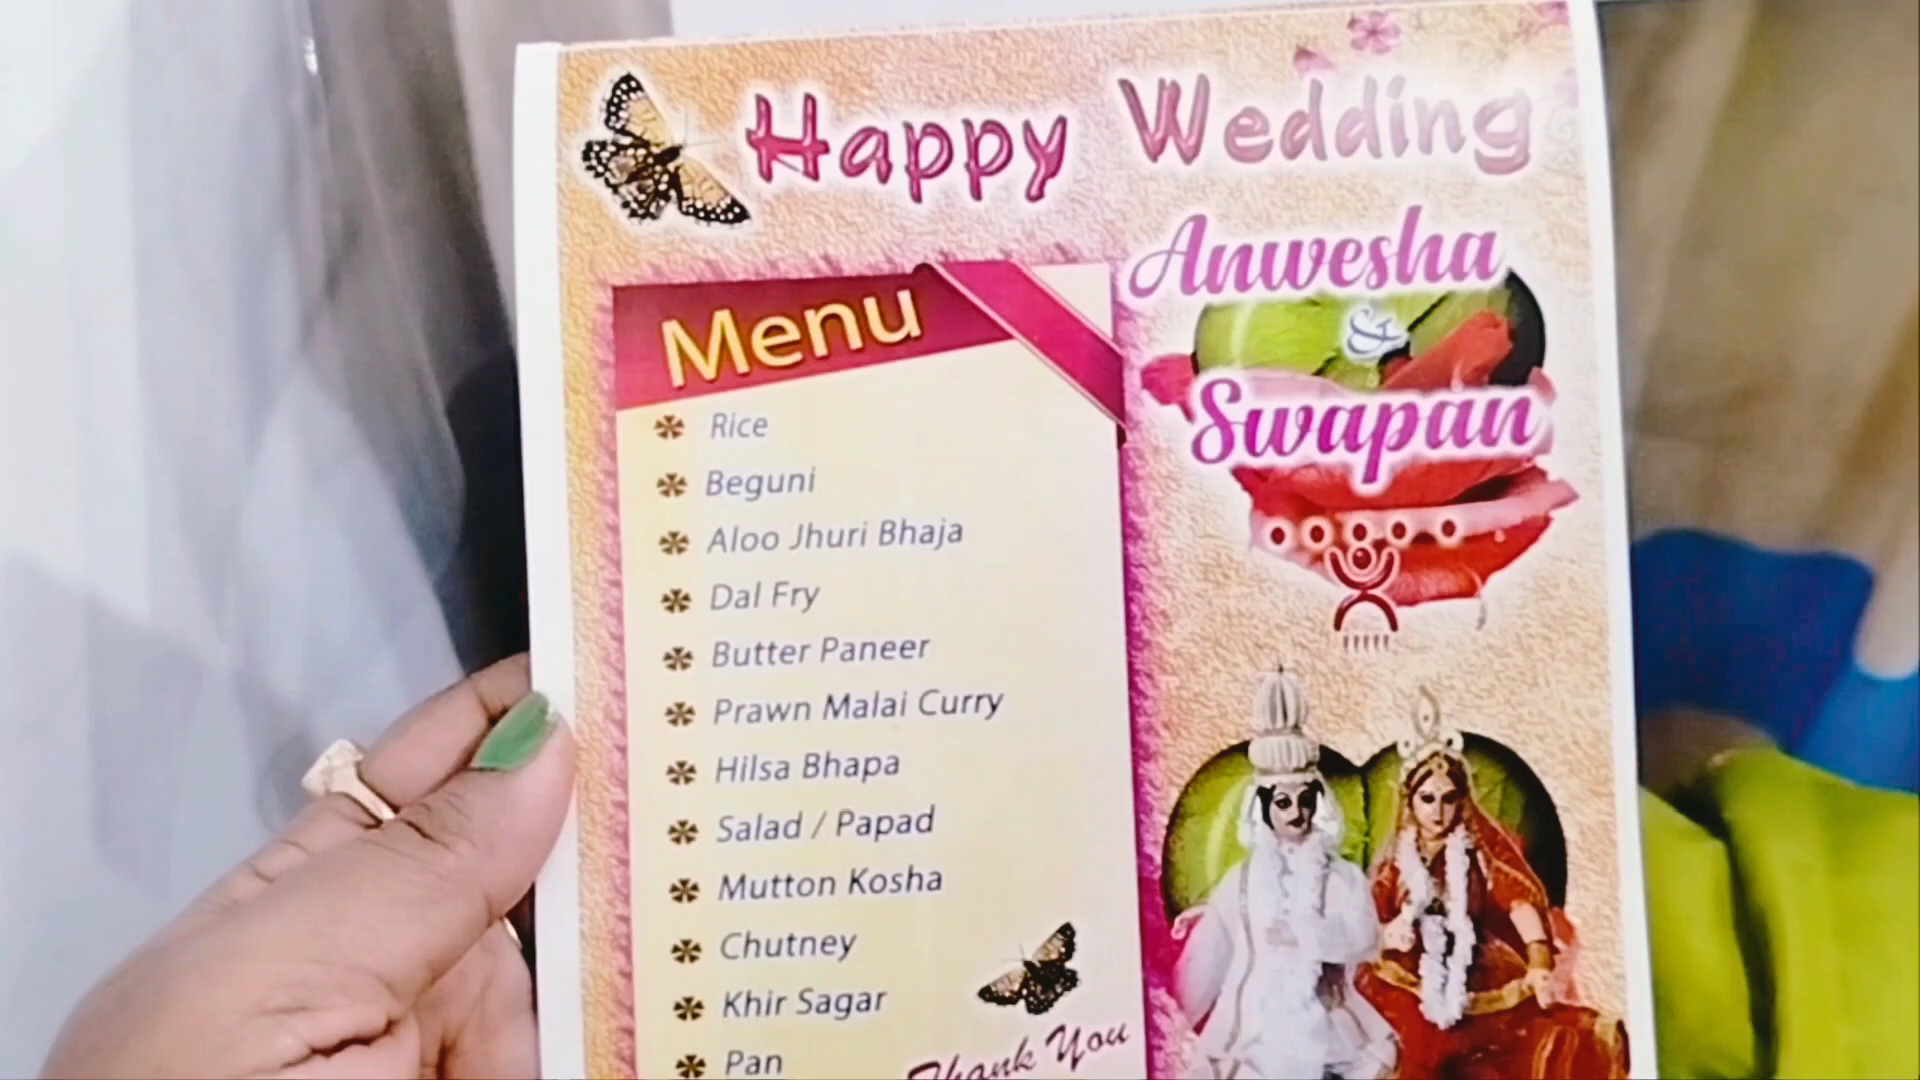 Happy Wedding
Anwesha
&
Swapan
Menu
Rice
Beguni
Aloo Jhuri Bhaja
Dal Fry
Butter Paneer
Prawn Malai Curry
Hilsa Bhapa
Salad / Papad
Mutton Kosha
Chutney
Khir Sagar
Pan
Thank You